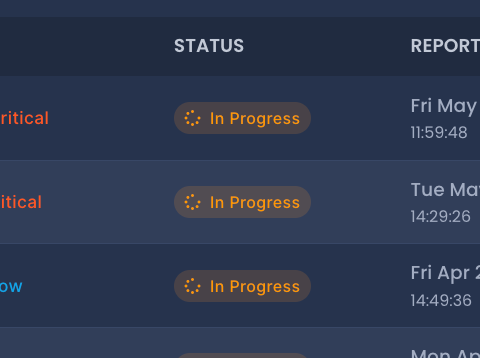 STATUS REPORT
ritical In Progress Fri May
11:59:48
itical In Progress Tue Ma
14:29:26
ow In Progress Fri Apr 2
14:49:36
Mon Ap